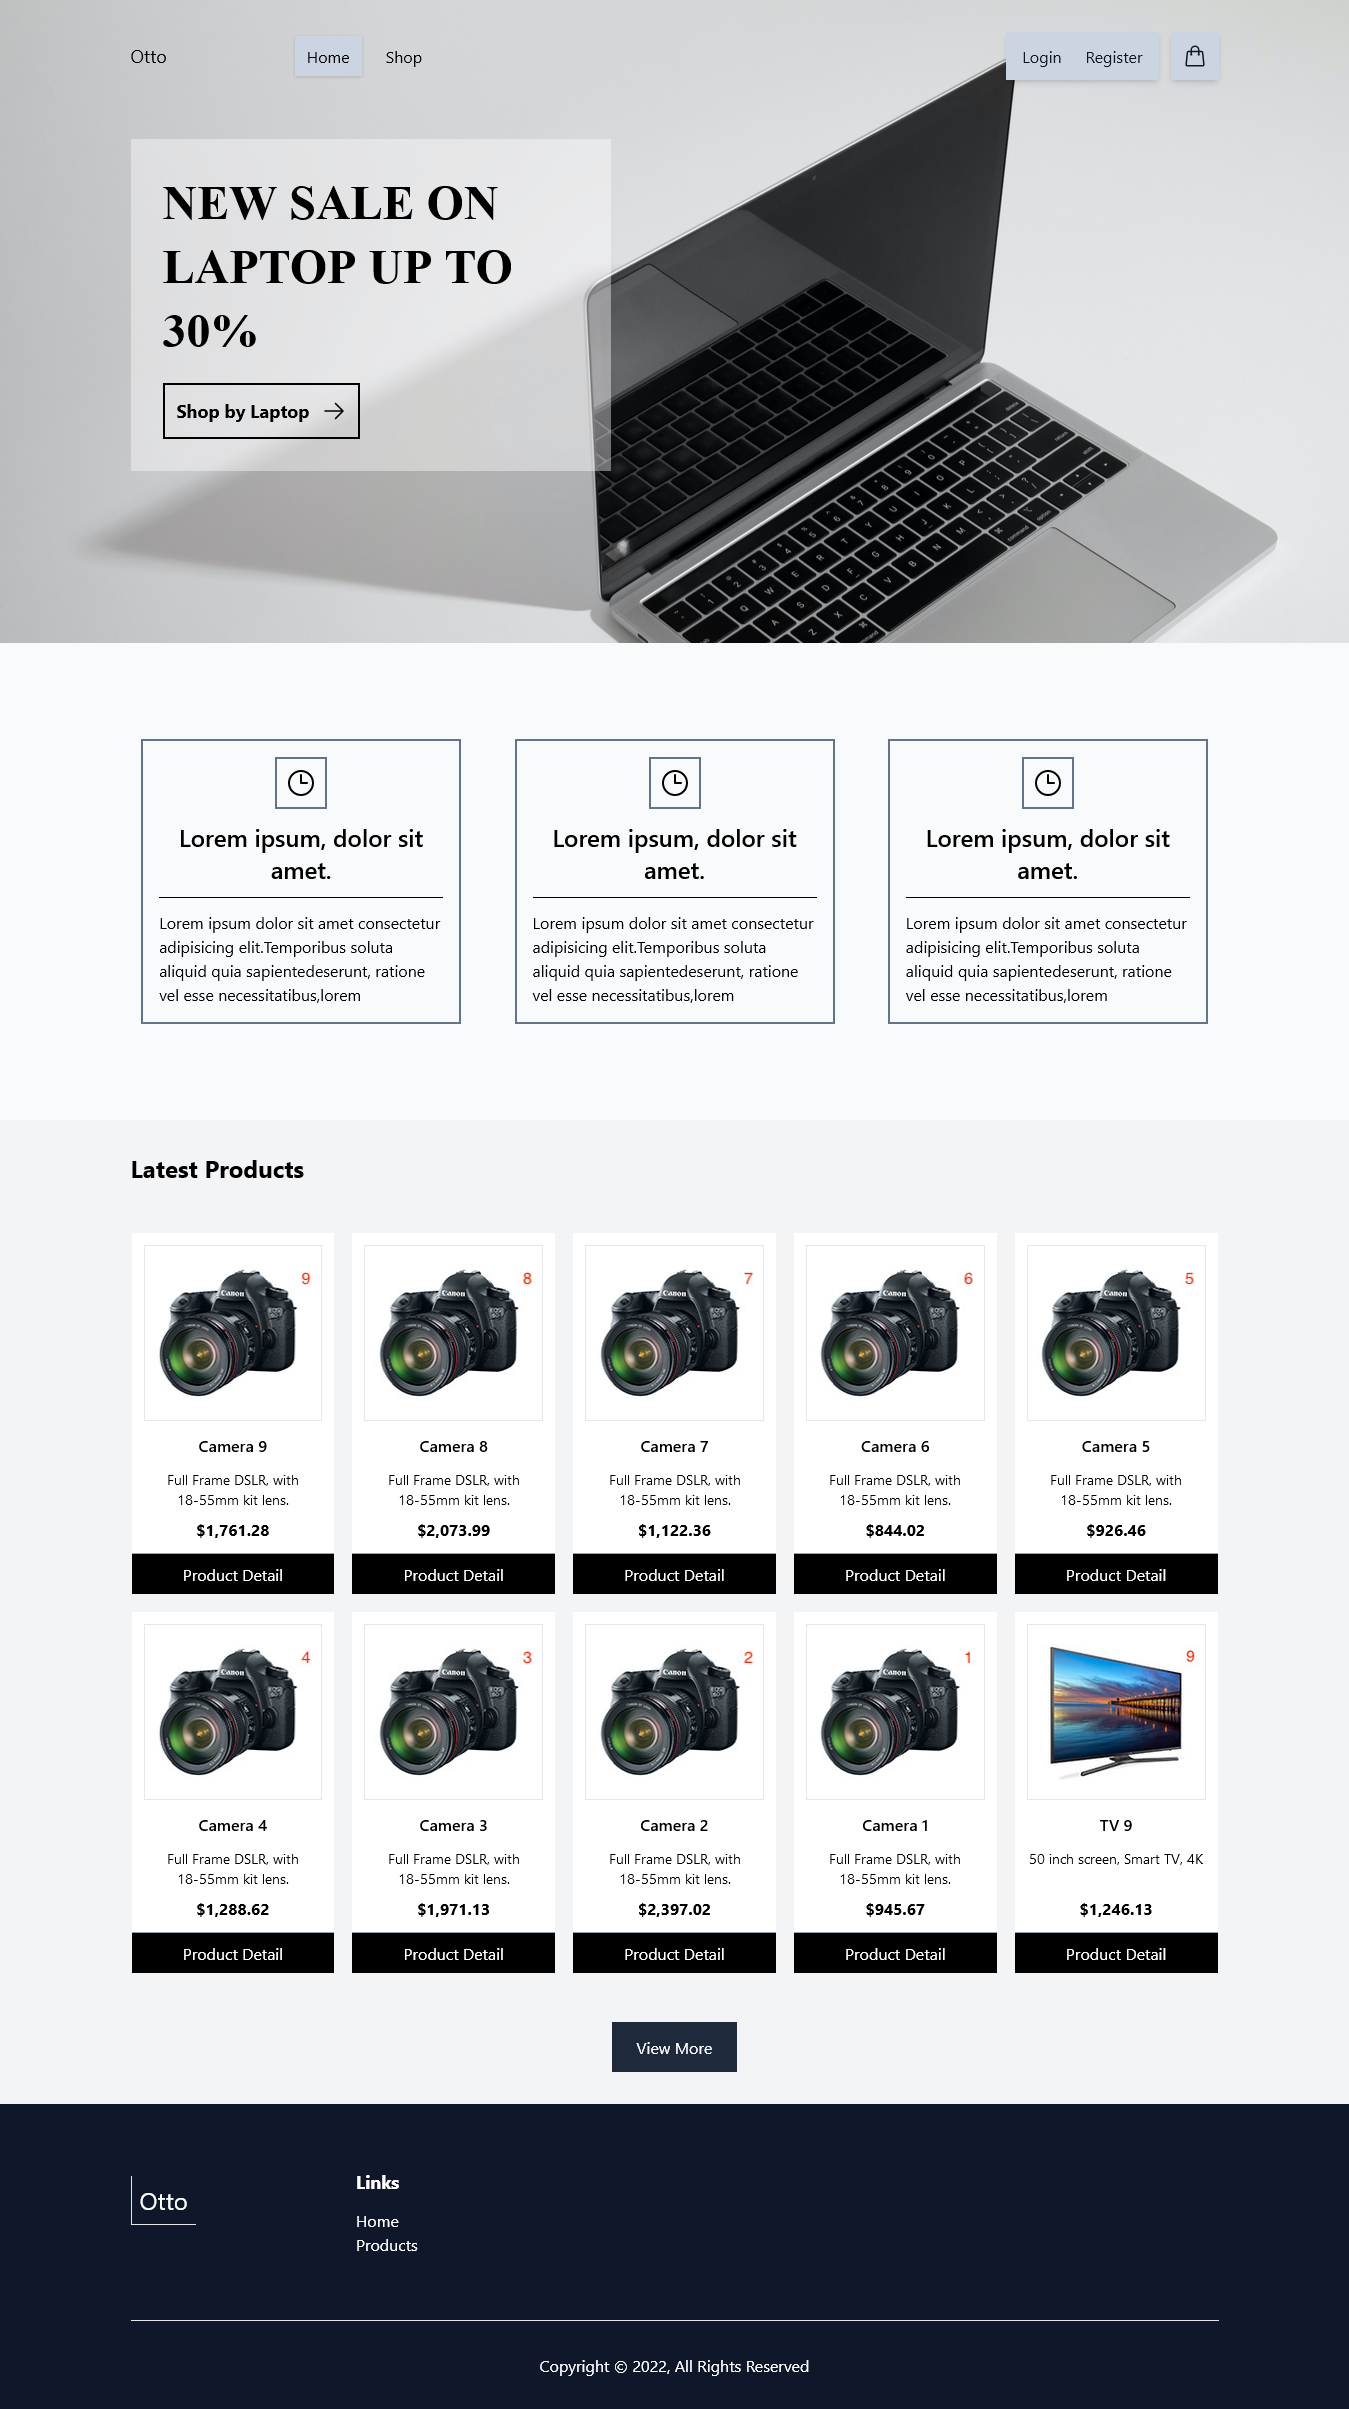 Otto
Home
Shop
Login
Register
NEW SALE ON
LAPTOP UP TO
30%
Shop by Laptop
Lorem ipsum, dolor sit
amet.
Lorem ipsum dolor sit amet consectetur
adipisicing elit.Temporibus soluta
aliquid quia sapientedeserunt, ratione
vel esse necessitatibus,lorem
Lorem ipsum, dolor sit
amet.
Lorem ipsum dolor sit amet consectetur
adipisicing elit.Temporibus soluta
aliquid quia sapientedeserunt, ratione
vel esse necessitatibus,lorem
Lorem ipsum, dolor sit
amet.
Lorem ipsum dolor sit amet consectetur
adipisicing elit.Temporibus soluta
aliquid quia sapientedeserunt, ratione
vel esse necessitatibus,lorem
Latest Products
9
Canon
Camera 9
Full Frame DSLR, with
18-55mm kit lens.
$1,761.28
Product Detail
8
Canon
Camera 8
Full Frame DSLR, with
18-55mm kit lens.
$2,073.99
Product Detail
7
Canon
Camera 7
Full Frame DSLR, with
18-55mm kit lens.
$1,122.36
Product Detail
6
Canon
Camera 6
Full Frame DSLR, with
18-55mm kit lens.
$844.02
Product Detail
5
Canon
Camera 5
Full Frame DSLR, with
18-55mm kit lens.
$926.46
Product Detail
4
Canon
Camera 4
Full Frame DSLR, with
18-55mm kit lens.
$1,288.62
Product Detail
3
Canon
Camera 3
Full Frame DSLR, with
18-55mm kit lens.
$1,971.13
Product Detail
2
Canon
Camera 2
Full Frame DSLR, with
18-55mm kit lens.
$2,397.02
Product Detail
1
Canon
Camera 1
Full Frame DSLR, with
18-55mm kit lens.
$945.67
Product Detail
9
TV 9
50 inch screen, Smart TV, 4K
$1,246.13
Product Detail
View More
Otto
Links
Home
Products
Copyright © 2022, All Rights Reserved